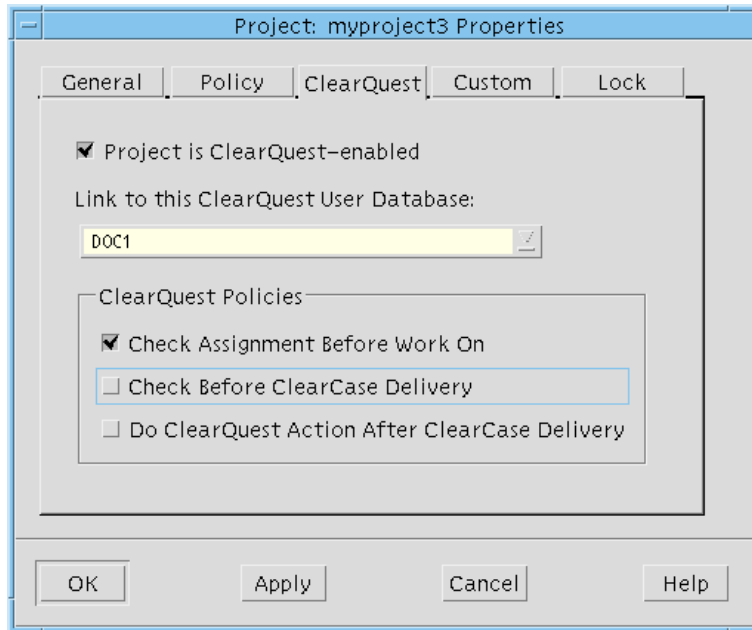 Project: myproject3 Properties
General Policy ClearQuest Custom Lock
Project is ClearQuest-enabled
Link to this ClearQuest User Database:
DOC1
ClearQuest Policies
Check Assignment Before Work On
Check Before ClearCase Delivery
Do ClearQuest Action After ClearCase Delivery
OK Apply Cancel Help